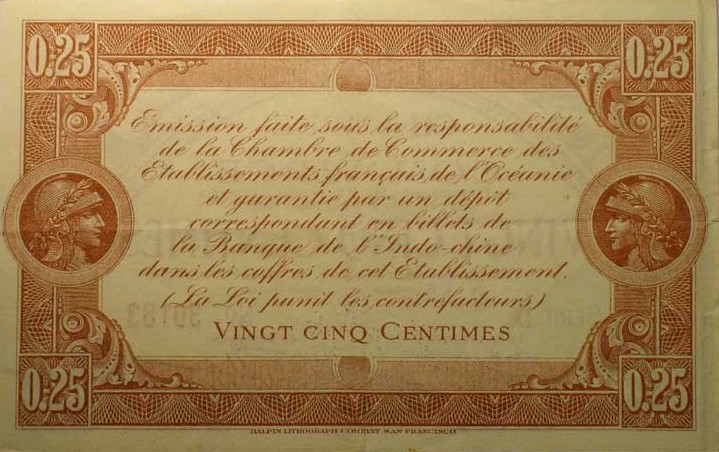 0.25 0.25
Emission faite sous la responsabilité
de la Chambre de Commerce des
Etablissements français de l'Océanie
et garantie par un dépôt
correspondant en billets de
la Banque de l'Indo-chine
dans les coffres de cet Etablissement.
(La Loi punit les contrefacteurs)
VINGT CINQ CENTIMES
0.25 0.25
HALPIN LITHOGRAPH COMPANY SAN FRANCISCO